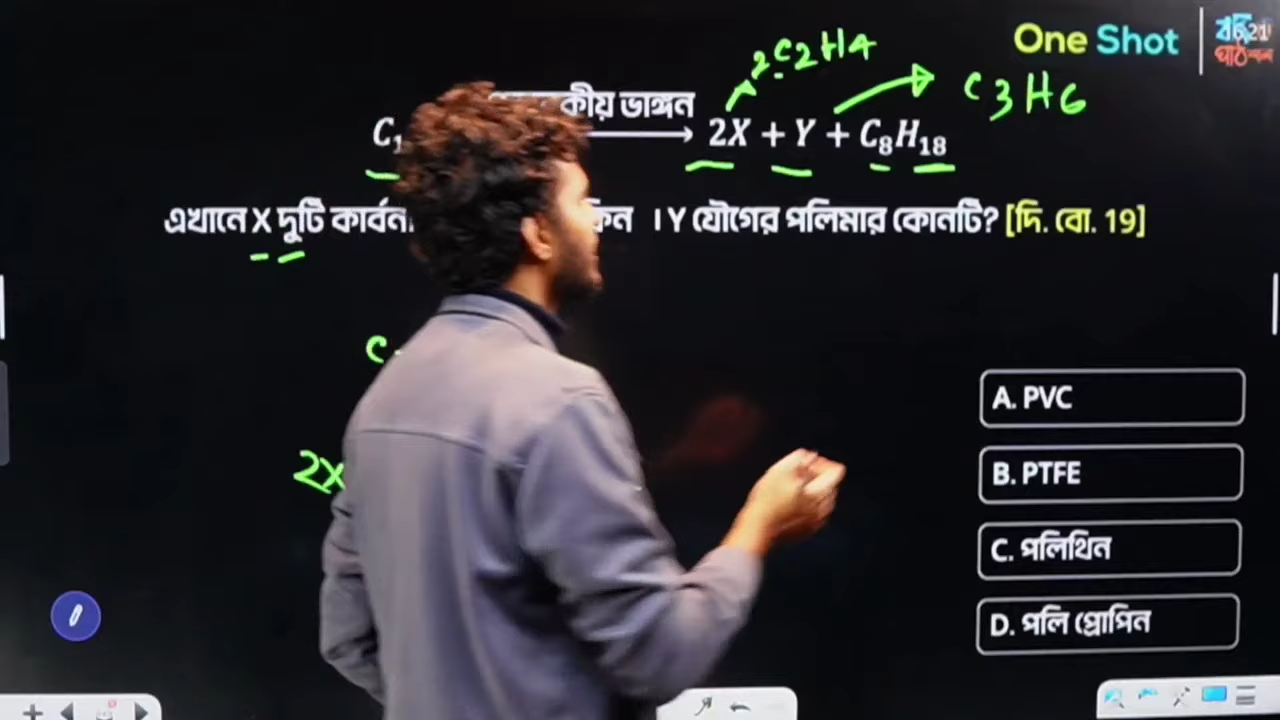 One Shot
2C2H4
C3H6
কীয় ভাঙ্গন
2X + Y + C₈H₁₈
এখানে X দুটি কার্বন । Y যৌগের পলিমার কোনটি? [দি. বো. 19]
2X
A. PVC
B. PTFE
C. পলিথিন
D. পলি প্রোপিন